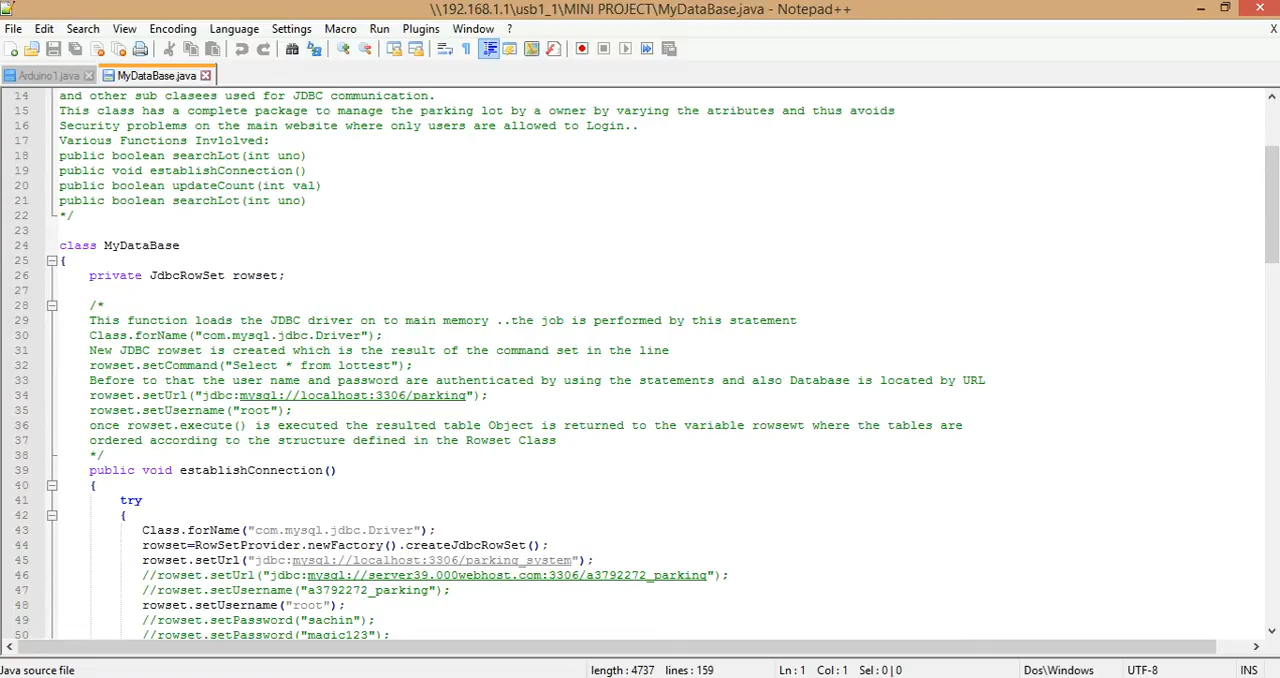 \\192.168.1.1\usb1_1\MINI PROJECT\MyDataBase.java - Notepad++
File Edit Search View Encoding Language Settings Macro Run Plugins Window ? X
Arduino1.java MyDataBase.java
14 and other sub clasees used for JDBC communication.
15 This class has a complete package to manage the parking lot by a owner by varying the atributes and thus avoids
16 Security problems on the main website where only users are allowed to Login..
17 Various Functions Invlolved:
18 public boolean searchLot(int uno)
19 public void establishConnection()
20 public boolean updateCount(int val)
21 public boolean searchLot(int uno)
22 */
23
24 class MyDataBase
25 {
26 private JdbcRowSet rowset;
27
28 /*
29 This function loads the JDBC driver on to main memory ..the job is performed by this statement
30 Class.forName("com.mysql.jdbc.Driver");
31 New JDBC rowset is created which is the result of the command set in the line
32 rowset.setCommand("Select * from lottest");
33 Before to that the user name and password are authenticated by using the statements and also Database is located by URL
34 rowset.setUrl("jdbc:mysql://localhost:3306/parking");
35 rowset.setUsername("root");
36 once rowset.execute() is executed the resulted table Object is returned to the variable rowsewt where the tables are
37 ordered according to the structure defined in the Rowset Class
38 */
39 public void establishConnection()
40 {
41 try
42 {
43 Class.forName("com.mysql.jdbc.Driver");
44 rowset=RowSetProvider.newFactory().createJdbcRowSet();
45 rowset.setUrl("jdbc:mysql://localhost:3306/parking_system");
46 //rowset.setUrl("jdbc:mysql://server39.000webhost.com:3306/a3792272_parking");
47 //rowset.setUsername("a3792272_parking");
48 rowset.setUsername("root");
49 //rowset.setPassword("sachin");
50 //rowset.setPassword("magic123");
Java source file length : 4737 lines : 159 Ln : 1 Col : 1 Sel : 0 | 0 Dos\Windows UTF-8 INS